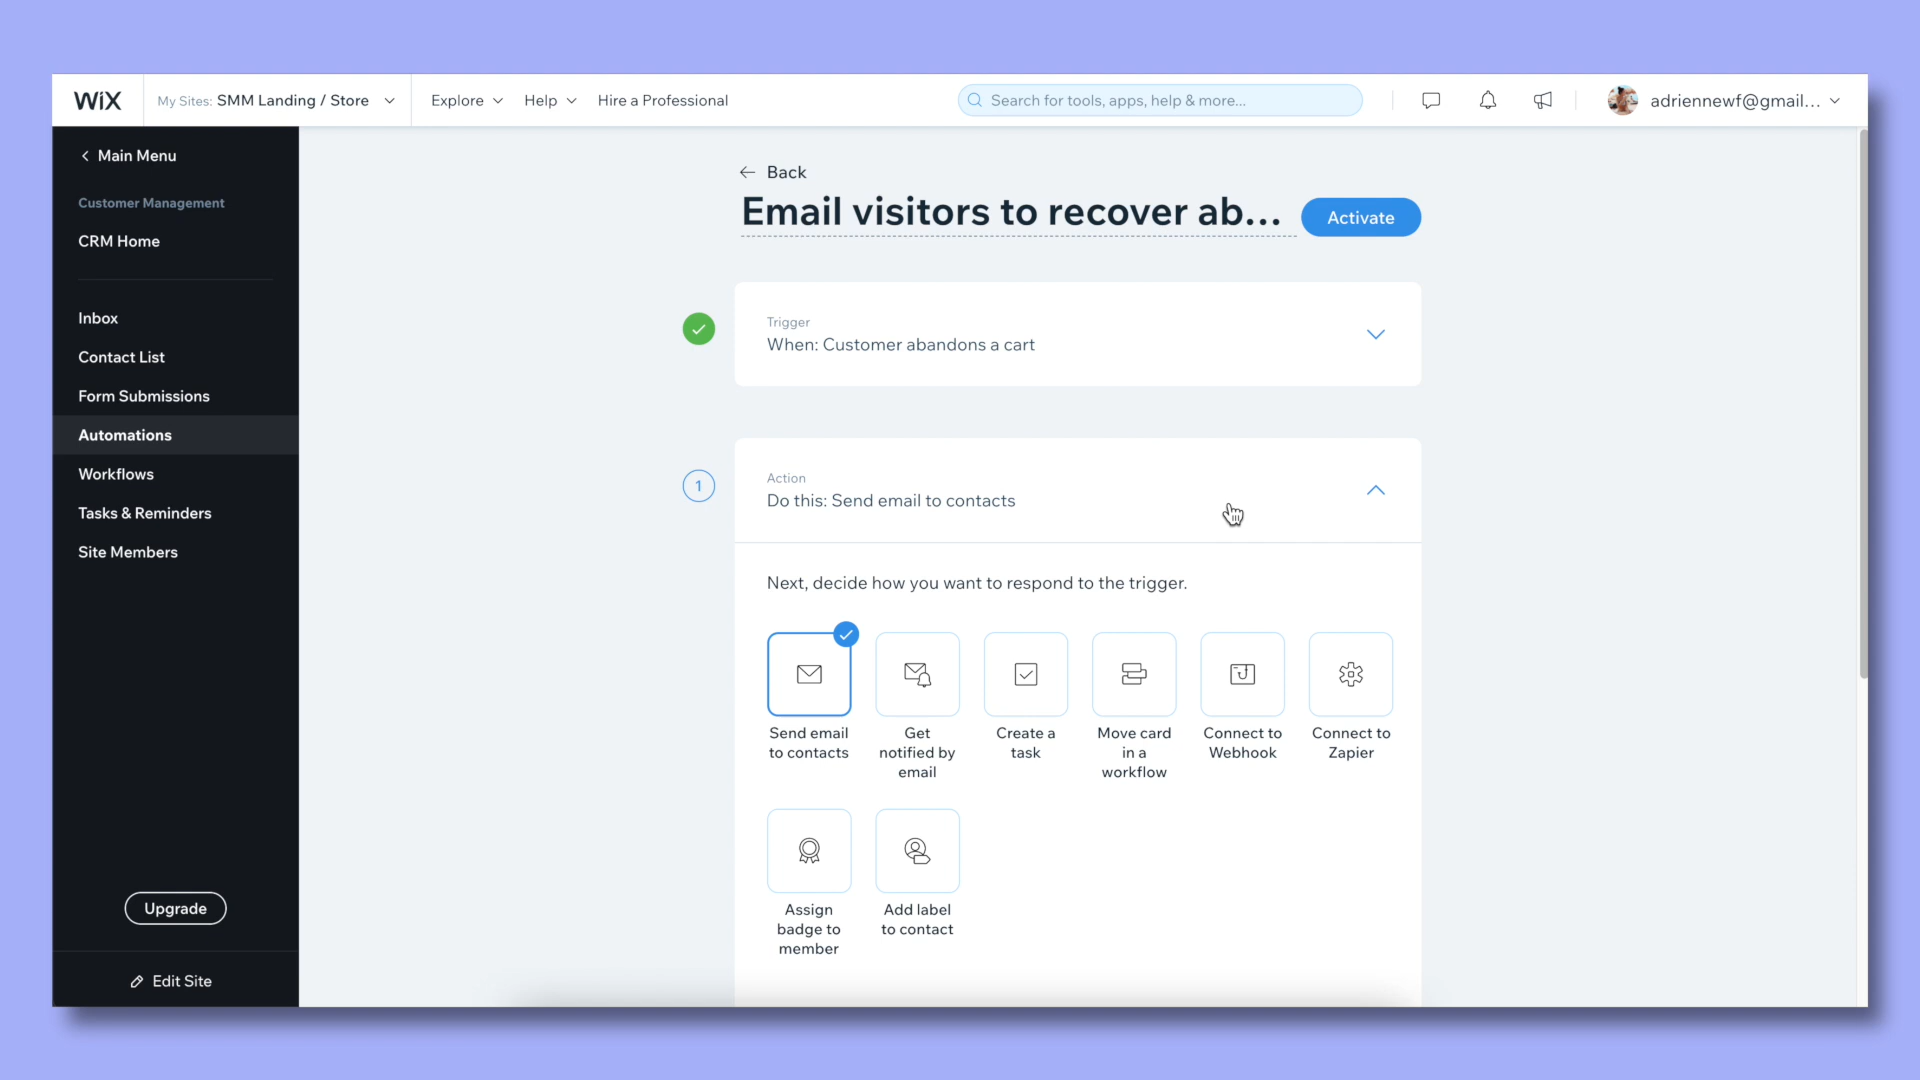 WIX
My Sites: SMM Landing / Store
Explore
Help
Hire a Professional
Search for tools, apps, help & more...
adriennewf@gmail...
Main Menu
Customer Management
CRM Home
Inbox
Contact List
Form Submissions
Automations
Workflows
Tasks & Reminders
Site Members
Upgrade
Edit Site
Back
Email visitors to recover ab...
Activate
Trigger
When: Customer abandons a cart
1
Action
Do this: Send email to contacts
Next, decide how you want to respond to the trigger.
Send email
to contacts
Get
notified by
email
Create a
task
Move card
in a
workflow
Connect to
Webhook
Connect to
Zapier
Assign
badge to
member
Add label
to contact